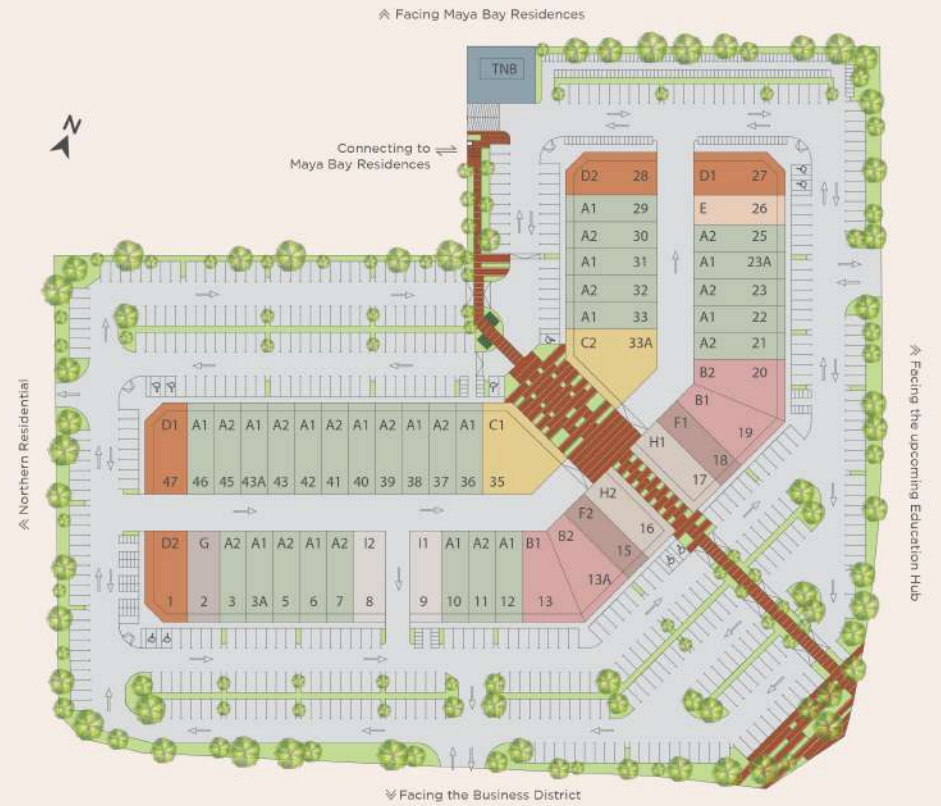 Facing Maya Bay Residences
TNB
N
Connecting to
Maya Bay Residences
D2 28
D1 27
A1 29
E 26
A2 30
A2 25
A1 31
A1 23A
A2 32
A2 23
A1 33
A1 22
C2 33A
A2 21
B2 20
B1 19
F1 18
H1 17
Northern Residential
Facing the upcoming Education Hub
D1 A1 A2 A1 A2 A1 A2 A1 A2 A1 A2 A1 C1
47 46 45 43A 43 42 41 40 39 38 37 36 35
H2 16
F2 15
D2 G A2 A1 A2 A1 A2 I2 I1 A1 A2 A1 B1 B2
1 2 3 3A 5 6 7 8 9 10 11 12 13 13A
Facing the Business District